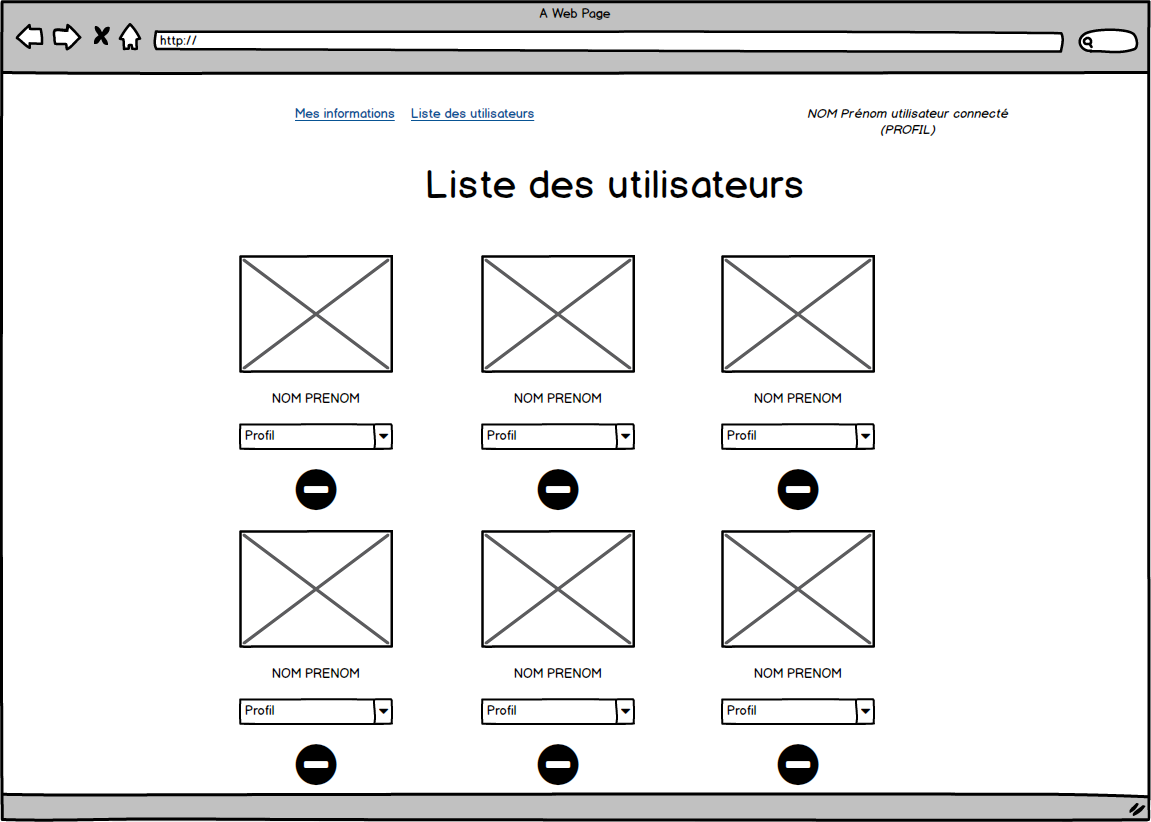 A Web Page
http://
Mes informations Liste des utilisateurs
NOM Prénom utilisateur connecté
(PROFIL)
Liste des utilisateurs
NOM PRENOM NOM PRENOM NOM PRENOM
Profil Profil Profil
NOM PRENOM NOM PRENOM NOM PRENOM
Profil Profil Profil